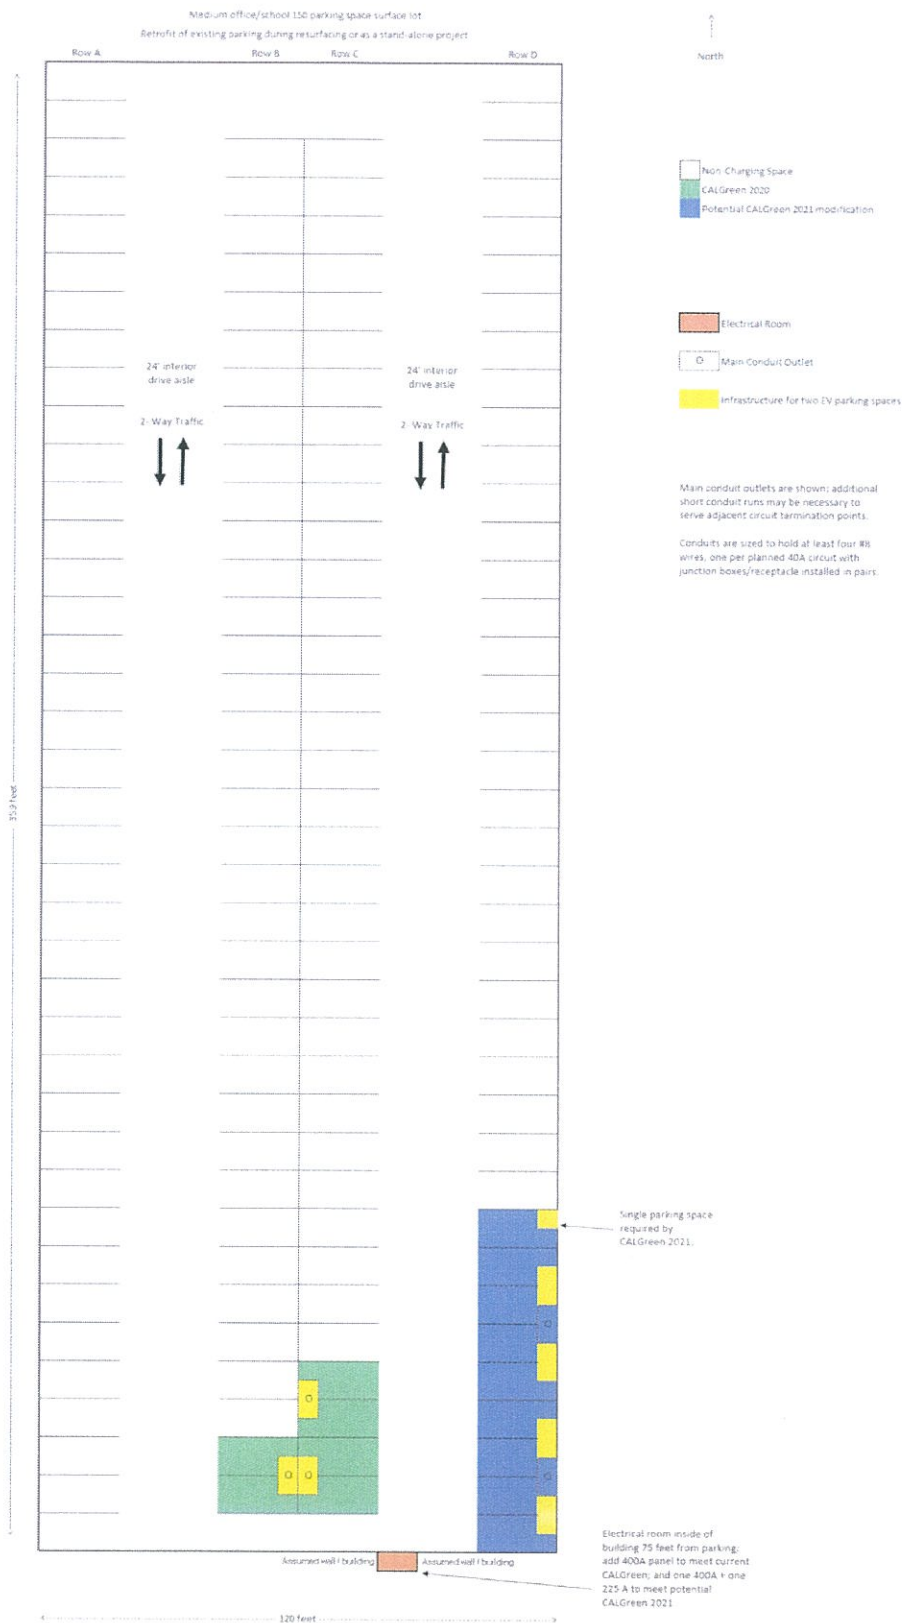 Medium office/school 150 parking space surface lot
Retrofit of existing parking during resurfacing or as a stand-alone project
Row A
Row B
Row C
Row D
North
Non-Charging Space
CALGreen 2020
Potential CALGreen 2021 modification
Electrical Room
Main Conduit Outlet
Infrastructure for two EV parking spaces
24' interior
drive aisle
2- Way Traffic
24' interior
drive aisle
2- Way Traffic
Main conduit outlets are shown; additional
short conduit runs may be necessary to
serve adjacent circuit termination points.
Conduits are sized to hold at least four #8
wires, one per planned 40A circuit with
junction boxes/receptacle installed in pairs.
359 feet
Single parking space
required by
CALGreen 2021.
Assumed wall / building
Assumed wall / building
Electrical room inside of
building 75 feet from parking;
add 400A panel to meet current
CALGreen; and one 400A + one
225 A to meet potential
CALGreen 2021.
120 feet